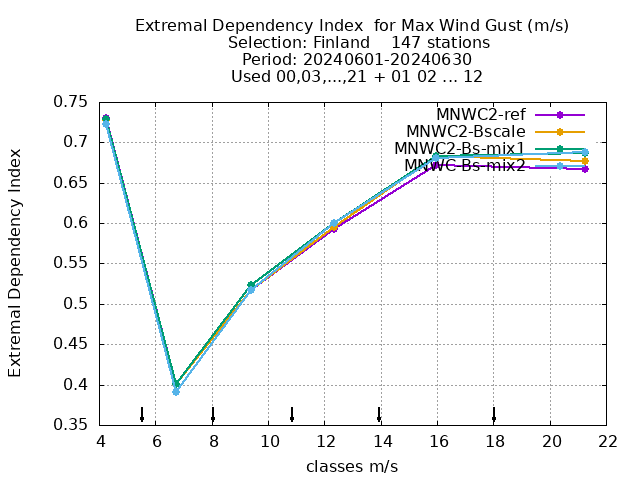 Extremal Dependency Index  for Max Wind Gust (m/s)
Selection: Finland    147 stations
Period: 20240601-20240630
Used 00,03,...,21 + 01 02 ... 12
MNWC2-ref
MNWC2-Bscale
MNWC2-Bs-mix1
MNWC-Bs-mix2
Extremal Dependency Index
0.75
0.7
0.65
0.6
0.55
0.5
0.45
0.4
0.35
4 6 8 10 12 14 16 18 20 22
classes m/s